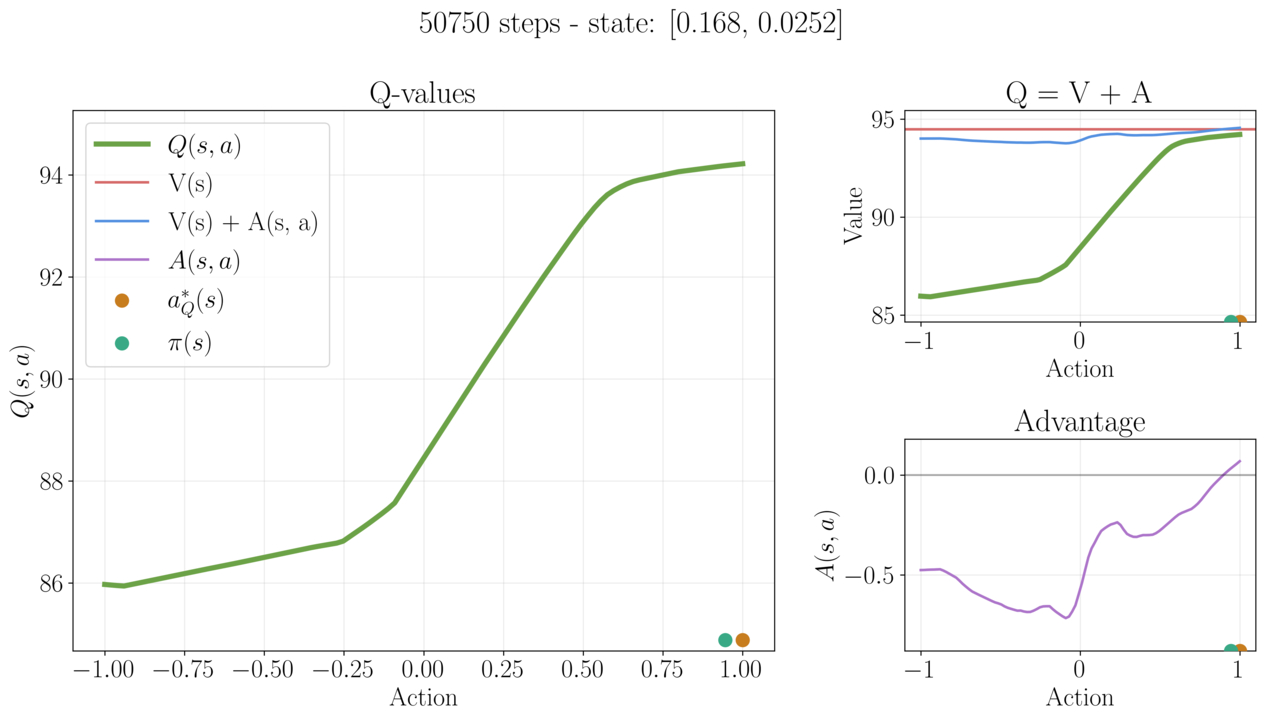 50750 steps - state: [0.168, 0.0252]
Q-values
Q(s, a)
V(s)
V(s) + A(s, a)
A(s, a)
a*Q(s)
π(s)
94
92
90
88
86
Q(s, a)
−1.00 −0.75 −0.50 −0.25 0.00 0.25 0.50 0.75 1.00
Action
Q = V + A
95
90
85
Value
−1 0 1
Action
Advantage
0.0
−0.5
A(s, a)
−1 0 1
Action